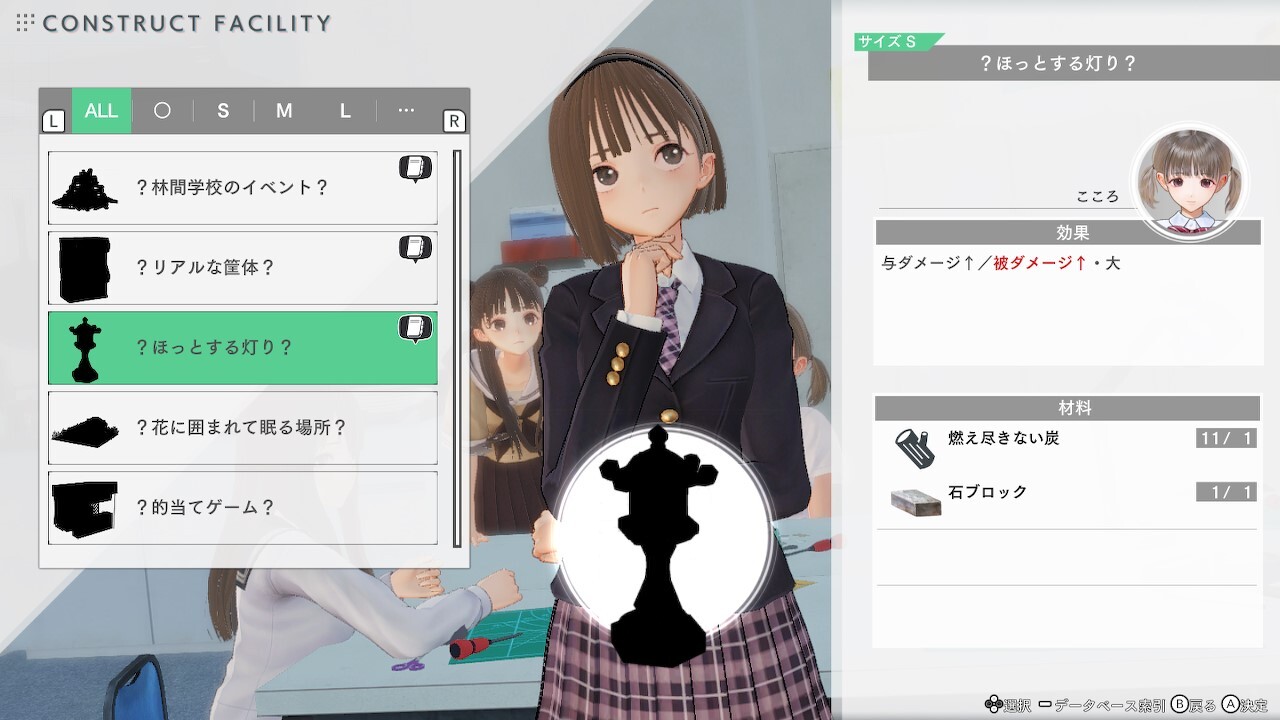 CONSTRUCT FACILITY
L ALL ○ S M L … R
？林間学校のイベント？
？リアルな筐体？
？ほっとする灯り？
？花に囲まれて眠る場所？
？的当てゲーム？
サイズ S
？ほっとする灯り？
こころ
効果
与ダメージ↑／被ダメージ↑・大
材料
燃え尽きない炭 11/ 1
石ブロック 1/ 1
選択 データベース索引 B戻る A決定